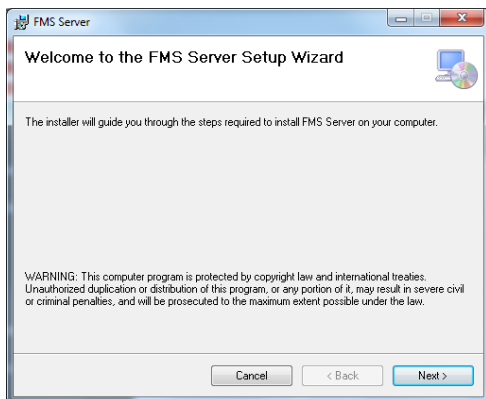 FMS Server
Welcome to the FMS Server Setup Wizard
The installer will guide you through the steps required to install FMS Server on your computer.
WARNING: This computer program is protected by copyright law and international treaties.
Unauthorized duplication or distribution of this program, or any portion of it, may result in severe civil
or criminal penalties, and will be prosecuted to the maximum extent possible under the law.
Cancel
< Back
Next >